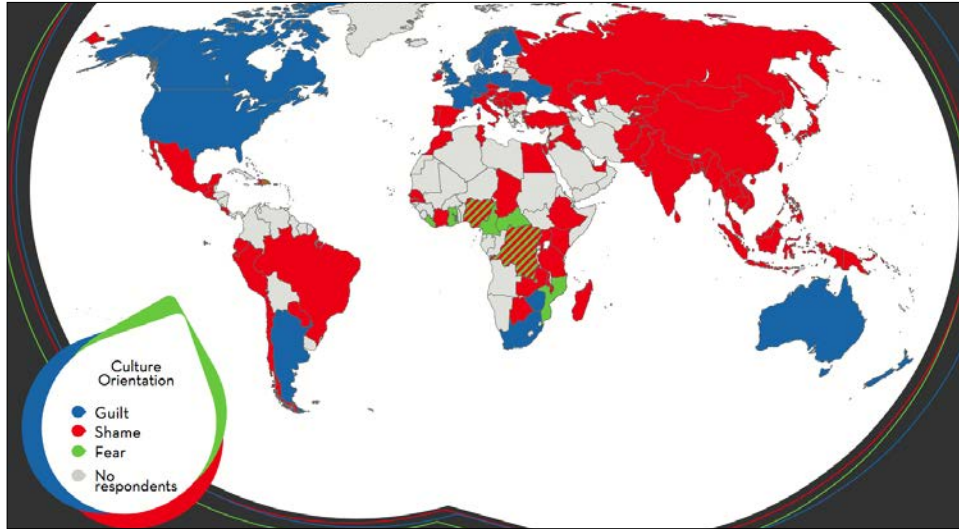 Culture
Orientation
Guilt
Shame
Fear
No
respondents